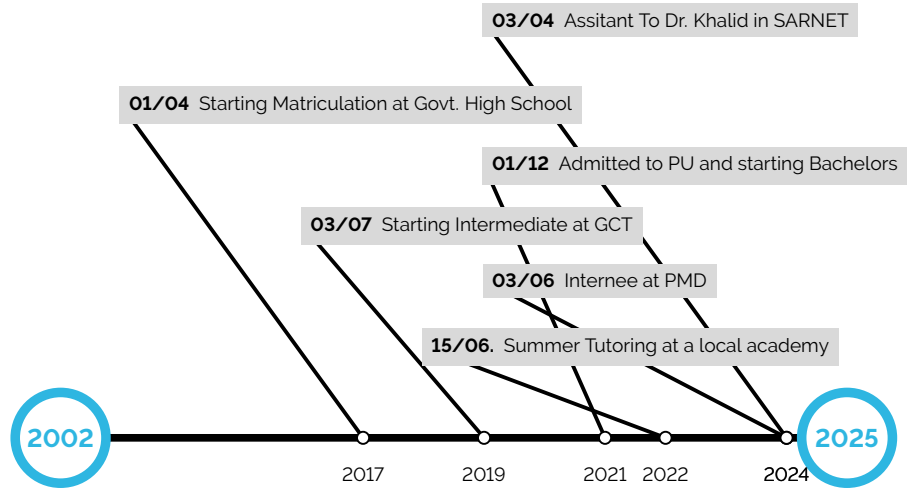 03/04 Assitant To Dr. Khalid in SARNET
01/04 Starting Matriculation at Govt. High School
01/12 Admitted to PU and starting Bachelors
03/07 Starting Intermediate at GCT
03/06 Internee at PMD
15/06. Summer Tutoring at a local academy
2002
2025
2017
2019
2021
2022
2024